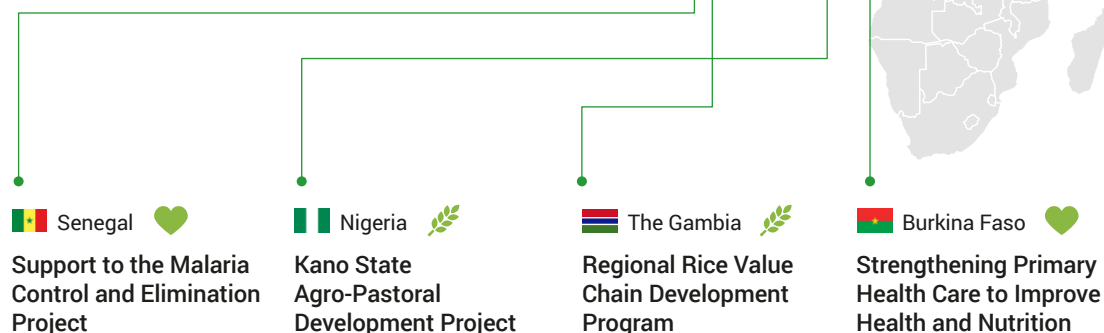 Senegal
Support to the Malaria
Control and Elimination
Project
Nigeria
Kano State
Agro-Pastoral
Development Project
The Gambia
Regional Rice Value
Chain Development
Program
Burkina Faso
Strengthening Primary
Health Care to Improve
Health and Nutrition